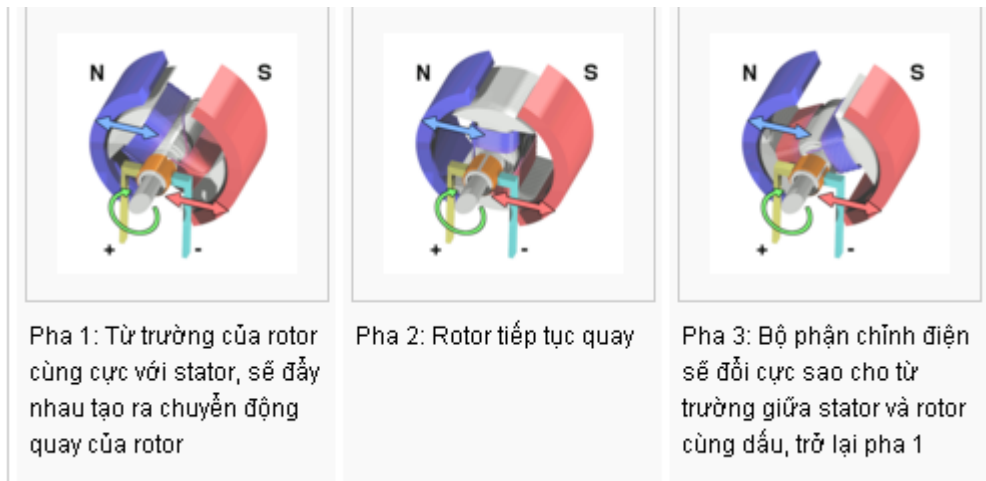 N S
+ -
N S
+ -
N S
+ -
Pha 1: Từ trường của rotor
cùng cực với stator, sẽ đẩy
nhau tạo ra chuyển động
quay của rotor
Pha 2: Rotor tiếp tục quay
Pha 3: Bộ phận chỉnh điện
sẽ đổi cực sao cho từ
trường giữa stator và rotor
cùng dấu, trở lại pha 1